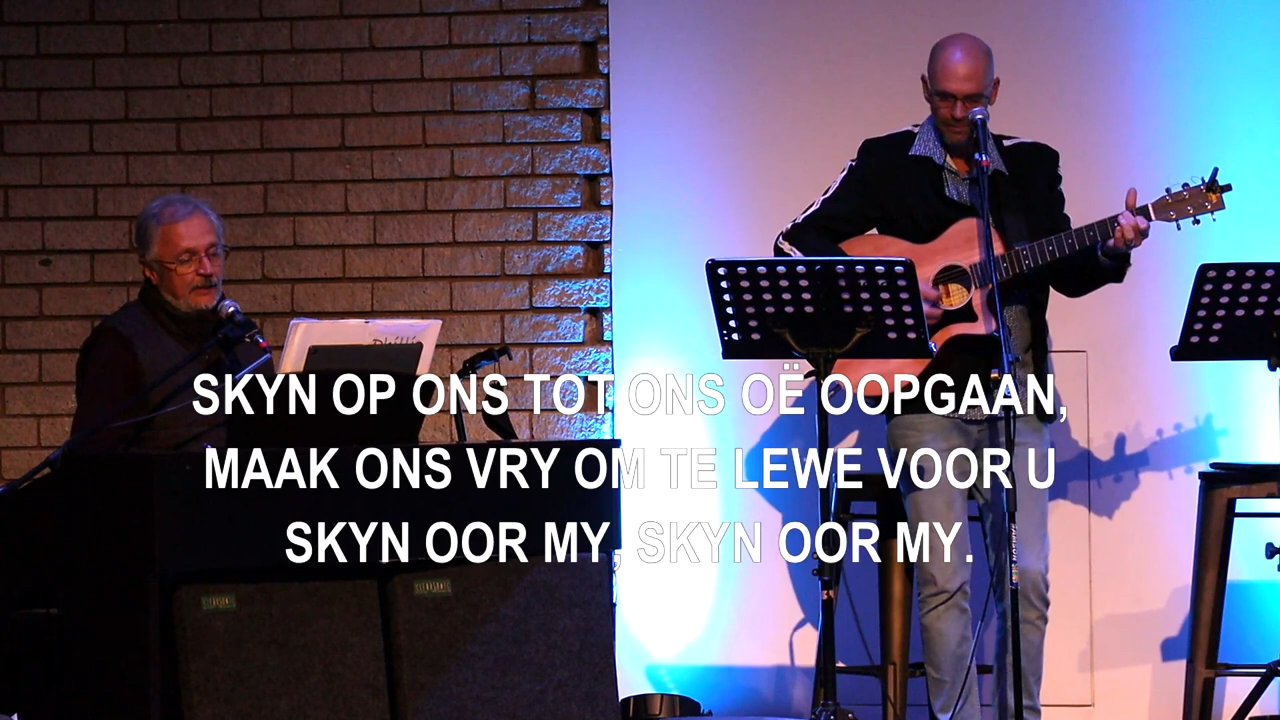 SKYN OP ONS TOT ONS OË OOPGAAN,
MAAK ONS VRY OM TE LEWE VOOR U
SKYN OOR MY, SKYN OOR MY.